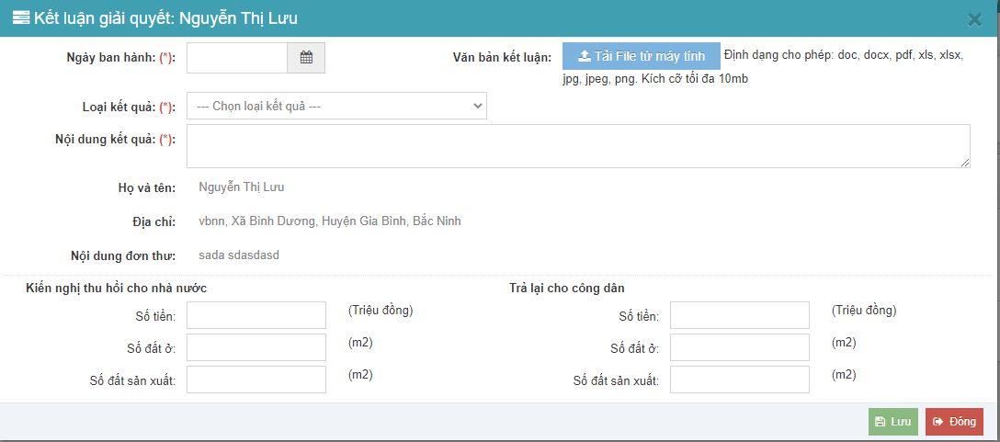 Kết luận giải quyết: Nguyễn Thị Lưu
Ngày ban hành: (*):
Văn bản kết luận: Tải File từ máy tính Định dạng cho phép: doc, docx, pdf, xls, xlsx,
jpg, jpeg, png. Kích cỡ tối đa 10mb
Loại kết quả: (*): --- Chọn loại kết quả ---
Nội dung kết quả: (*):
Họ và tên: Nguyễn Thị Lưu
Địa chỉ: vbnn, Xã Bình Dương, Huyện Gia Bình, Bắc Ninh
Nội dung đơn thư: sada sdasdasd
Kiến nghị thu hồi cho nhà nước
Số tiền: (Triệu đồng)
Số đất ở: (m2)
Số đất sản xuất: (m2)
Trả lại cho công dân
Số tiền: (Triệu đồng)
Số đất ở: (m2)
Số đất sản xuất: (m2)
Lưu
Đóng